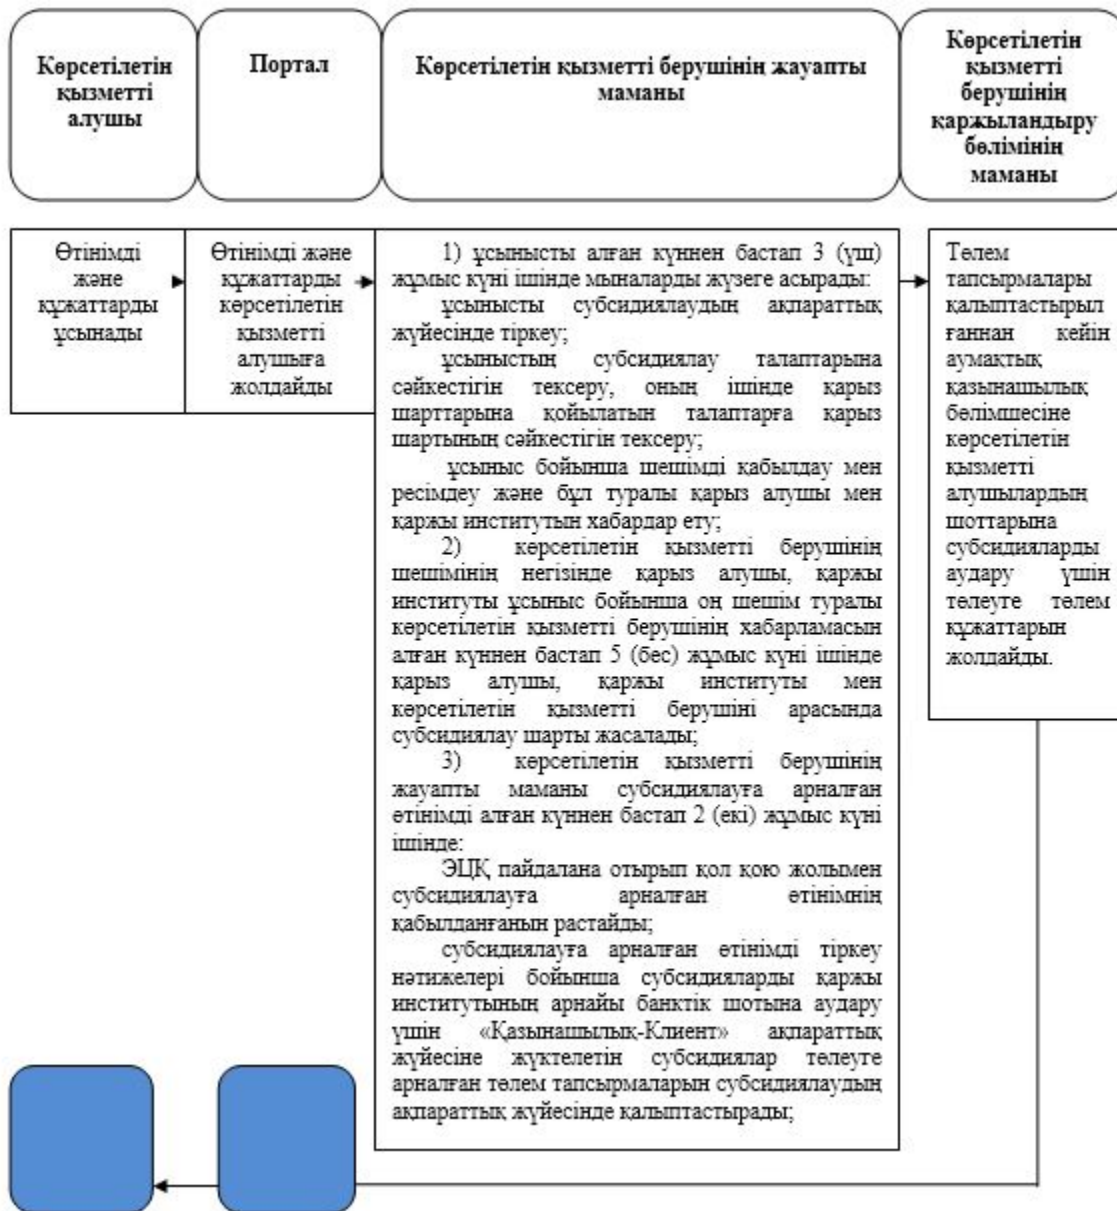 Көрсетілетін
қызметті
алушы
Портал
Көрсетілетін қызметті берушінің жауапты
маманы
Көрсетілетін
қызметті
берушінің
қаржыландыру
бөлімінің
маманы
Өтінімді
және
құжаттарды
ұсынады
Өтінімді және
құжаттарды
көрсетілетін
қызметті
алушыға
жолдайды
1) ұсынысты алған күннен бастап 3 (үш)
жұмыс күні ішінде мыналарды жүзеге асырады:
ұсынысты субсидиялаудың ақпараттық
жүйесінде тіркеу;
ұсыныстың субсидиялау талаптарына
сәйкестігін тексеру, оның ішінде қарыз
шарттарына қойылатын талаптарға қарыз
шартының сәйкестігін тексеру;
ұсыныс бойынша шешімді қабылдау мен
ресімдеу және бұл туралы қарыз алушы мен
қаржы институтын хабардар ету;
2) көрсетілетін қызметті берушінің
шешімінің негізінде қарыз алушы, қаржы
институты ұсыныс бойынша оң шешім туралы
көрсетілетін қызметті берушінің хабарламасын
алған күннен бастап 5 (бес) жұмыс күні ішінде
қарыз алушы, қаржы институты мен
көрсетілетін қызметті берушіні арасында
субсидиялау шарты жасалады;
3) көрсетілетін қызметті берушінің
жауапты маманы субсидиялауға арналған
өтінімді алған күннен бастап 2 (екі) жұмыс күні
ішінде:
ЭЦҚ пайдалана отырып қол қою жолымен
субсидиялауға арналған өтінімнің
қабылданғанын растайды;
субсидиялауға арналған өтінімді тіркеу
нәтижелері бойынша субсидияларды қаржы
институтының арнайы банктік шотына аудару
үшін «Қазынашылық-Клиент» ақпараттық
жүйесіне жүктелетін субсидиялар төлеуге
арналған төлем тапсырмаларын субсидиялаудың
ақпараттық жүйесінде қалыптастырады;
Төлем
тапсырмалары
қалыптастырыл
ғаннан кейін
аумақтық
қазынашылық
бөлімшесіне
көрсетілетін
қызметті
алушылардың
шоттарына
субсидияларды
аудару үшін
төлеуге төлем
құжаттарын
жолдайды.